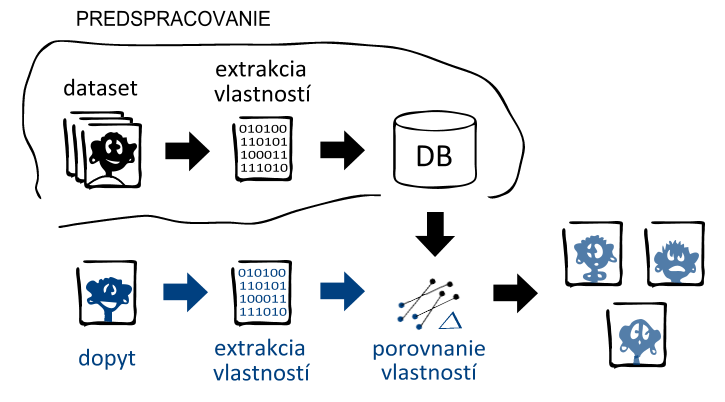 PREDSPRACOVANIE
dataset
extrakcia
vlastností
010100
110101
100011
111010
DB
010100
110101
100011
111010
dopyt
extrakcia
vlastností
porovnanie
vlastností